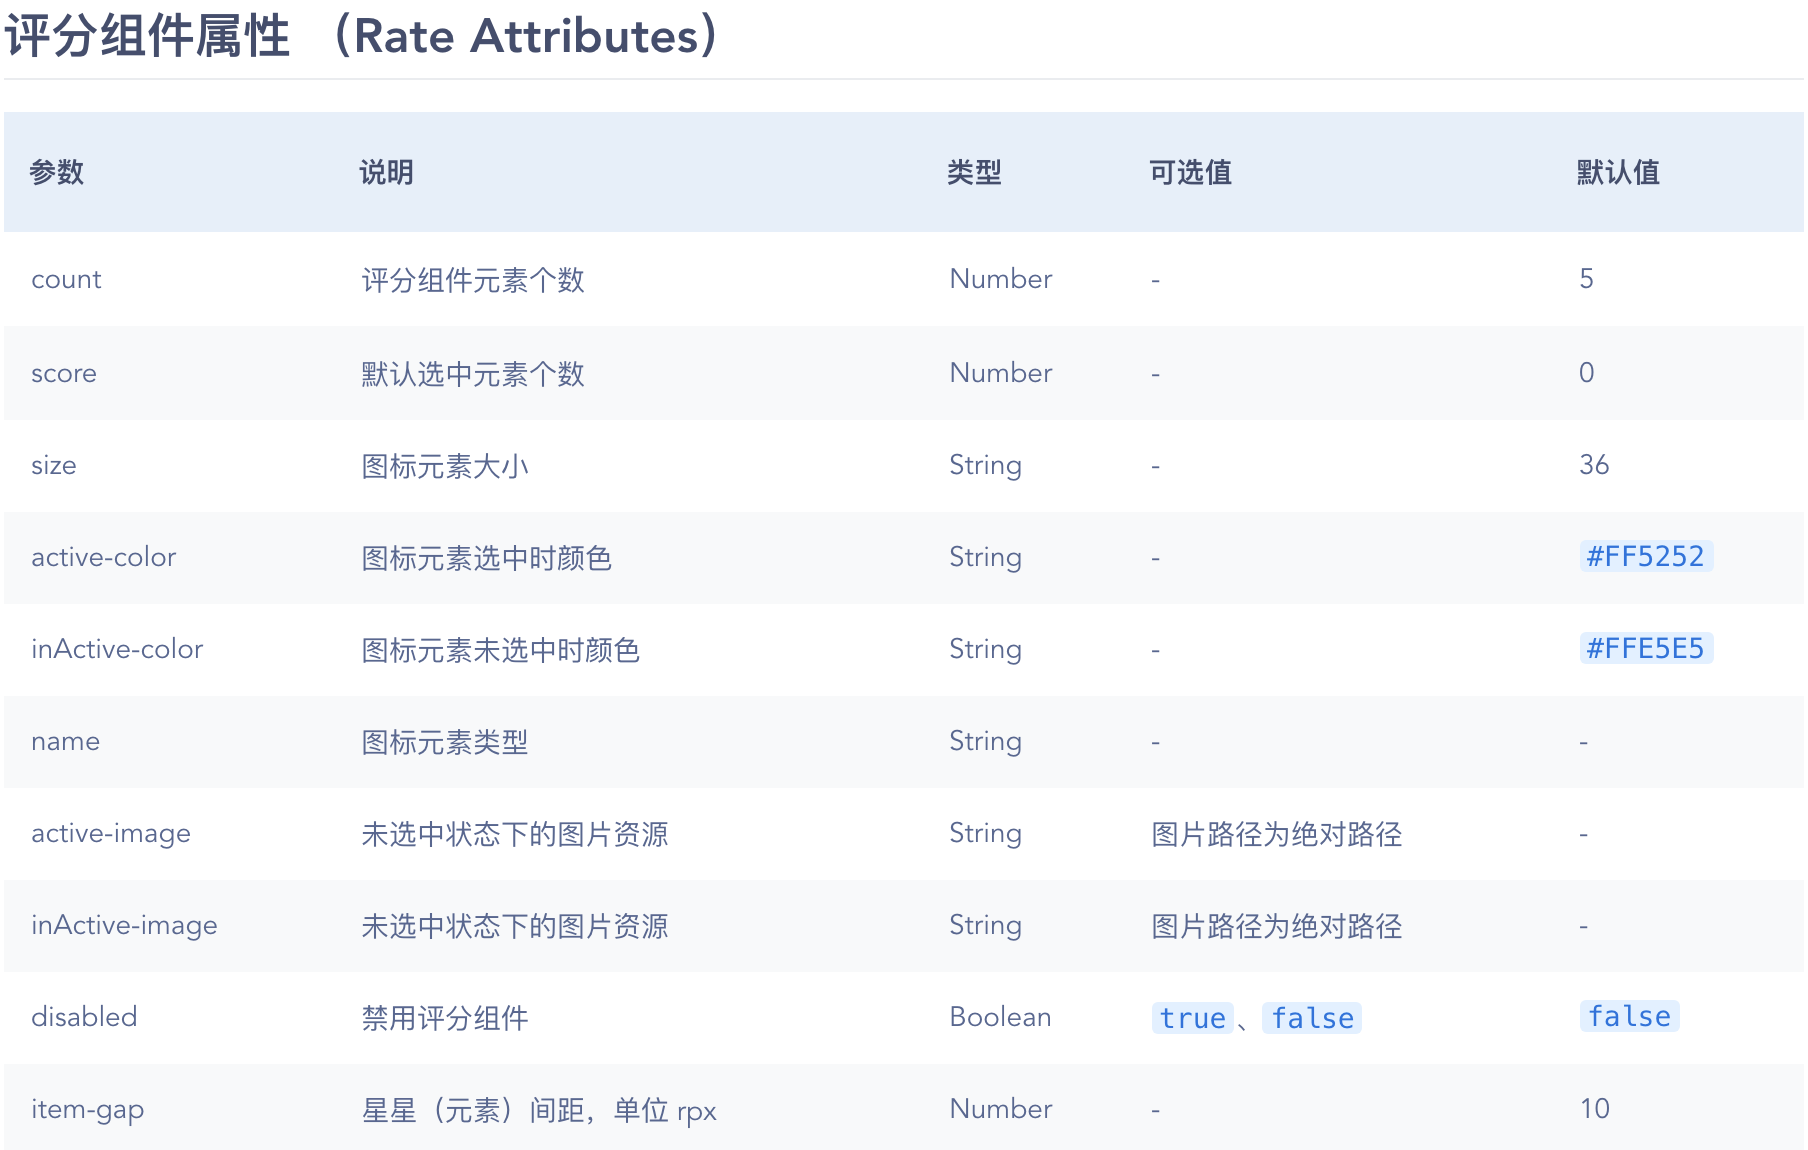 评分组件属性 （Rate Attributes）
参数 说明 类型 可选值 默认值
count 评分组件元素个数 Number - 5
score 默认选中元素个数 Number - 0
size 图标元素大小 String - 36
active-color 图标元素选中时颜色 String - #FF5252
inActive-color 图标元素未选中时颜色 String - #FFE5E5
name 图标元素类型 String - -
active-image 未选中状态下的图片资源 String 图片路径为绝对路径 -
inActive-image 未选中状态下的图片资源 String 图片路径为绝对路径 -
disabled 禁用评分组件 Boolean true、false false
item-gap 星星（元素）间距，单位 rpx Number - 10